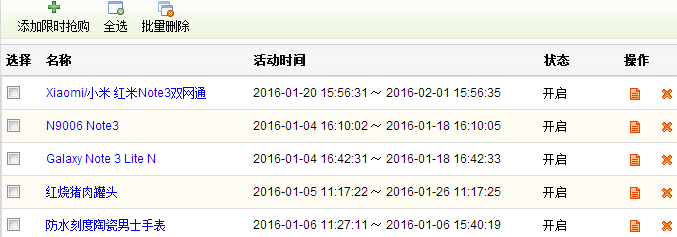 添加限时抢购 全选 批量删除
选择 名称 活动时间 状态 操作
Xiaomi/小米 红米Note3双网通 2016-01-20 15:56:31～ 2016-02-01 15:56:35 开启
N9006 Note3 2016-01-04 16:10:02～ 2016-01-18 16:10:05 开启
Galaxy Note 3 Lite N 2016-01-04 16:42:31～ 2016-01-18 16:42:33 开启
红烧猪肉罐头 2016-01-05 11:17:22～ 2016-01-26 11:17:25 开启
防水刻度陶瓷男士手表 2016-01-06 11:27:11～ 2016-01-06 15:40:19 开启